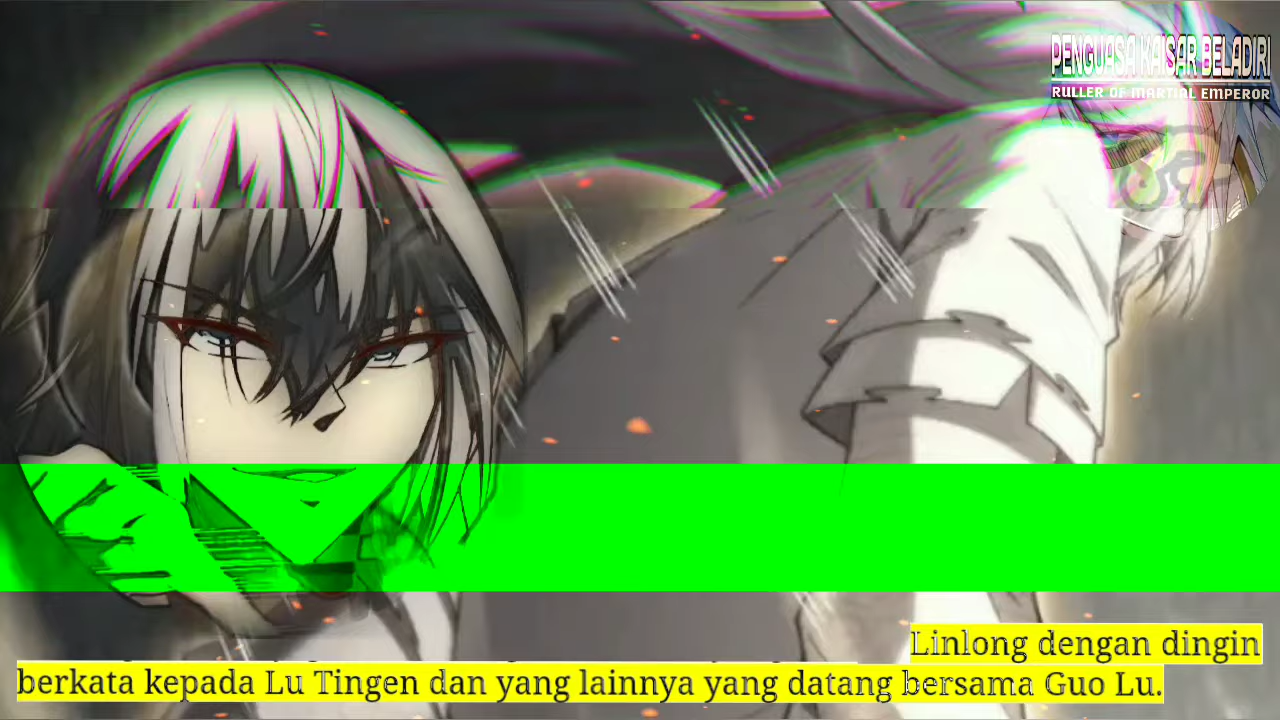 PENGUASA KAISAR BELADIRI
RULLER OF MARTIAL EMPEROR
Linlong dengan dingin
berkata kepada Lu Tingen dan yang lainnya yang datang bersama Guo Lu.